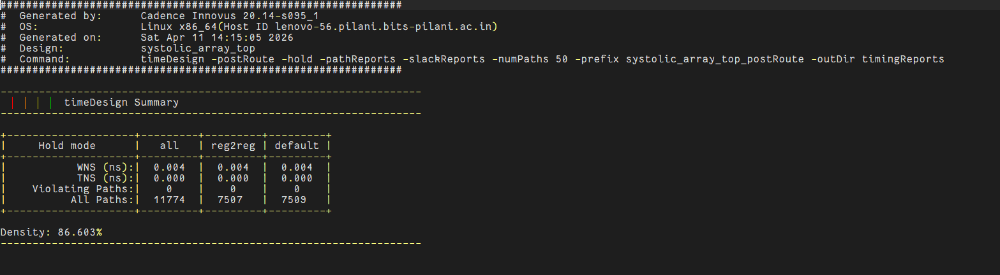 ###############################################################
#  Generated by:      Cadence Innovus 20.14-s095_1
#  OS:                Linux x86_64(Host ID lenovo-56.pilani.bits-pilani.ac.in)
#  Generated on:      Sat Apr 11 14:15:05 2026
#  Design:            systolic_array_top
#  Command:           timeDesign -postRoute -hold -pathReports -slackReports -numPaths 50 -prefix systolic_array_top_postRoute -outDir timingReports
###############################################################
------------------------------------------------------------------
          timeDesign Summary
------------------------------------------------------------------
+--------------------+---------+---------+---------+
|     Hold mode      |   all   | reg2reg | default |
+--------------------+---------+---------+---------+
|           WNS (ns):|  0.004  |  0.004  |  0.004  |
|           TNS (ns):|  0.000  |  0.000  |  0.000  |
|    Violating Paths:|    0    |    0    |    0    |
|          All Paths:|  11774  |  7507   |  7509   |
+--------------------+---------+---------+---------+
Density: 86.603%
------------------------------------------------------------------